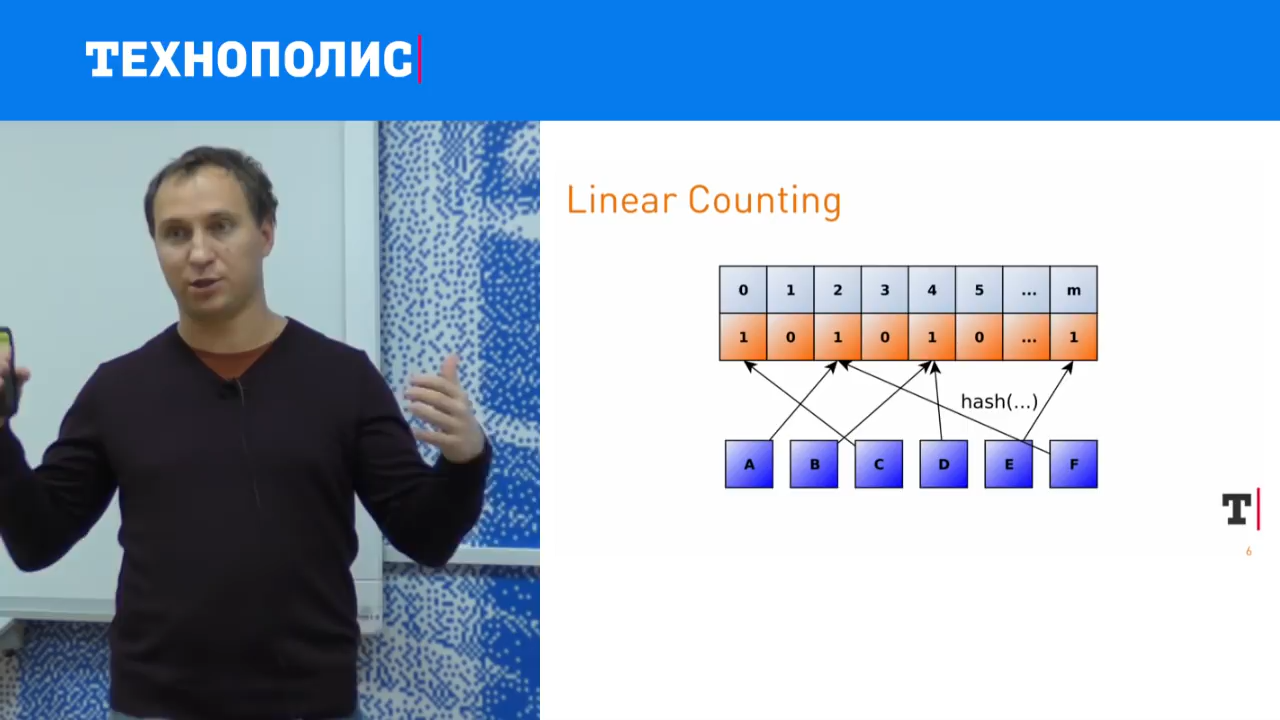 ТЕХНОПОЛИС
Linear Counting
0 1 2 3 4 5 ... m
1 0 1 0 1 0 ... 1
hash(...)
A B C D E F
Т
6